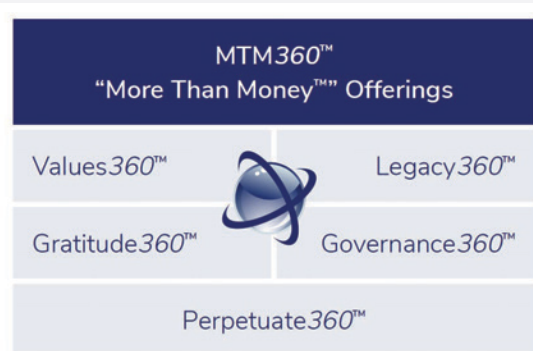 MTM360™
“More Than Money™” Offerings
Values360™
Legacy360™
Gratitude360™
Governance360™
Perpetuate360™